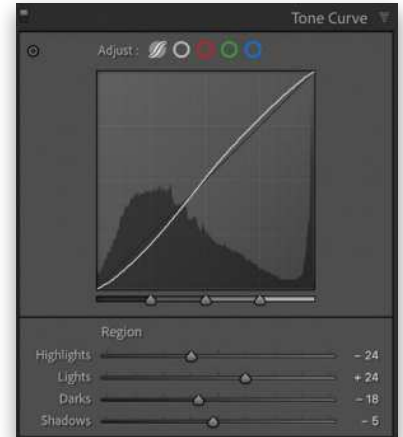 Tone Curve
Adjust :
Region
Highlights - 24
Lights + 24
Darks - 18
Shadows - 5